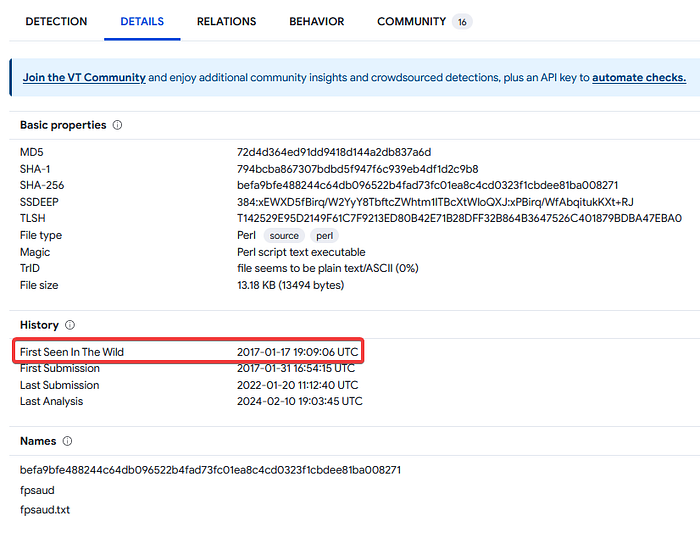 DETECTION DETAILS RELATIONS BEHAVIOR COMMUNITY 16
Join the VT Community and enjoy additional community insights and crowdsourced detections, plus an API key to automate checks.
Basic properties
MD5 72d4d364ed91dd9418d144a2db837a6d
SHA-1 794bcba867307bdbd5f947f6c939eb4df1d2c9b8
SHA-256 befa9bfe488244c64db096522b4fad73fc01ea8c4cd0323f1cbdee81ba008271
SSDEEP 384:xEWXD5fBirq/W2YyY8TbftcZWhtm1ITBcXtWloQXJ:xPBirq/WfAbqitukKXt+RJ
TLSH T142529E95D2149F61C7F9213ED80B42E71B28DFF32B864B3647526C401879BDBA47EBA0
File type Perl source perl
Magic Perl script text executable
TrID file seems to be plain text/ASCII (0%)
File size 13.18 KB (13494 bytes)
History
First Seen In The Wild 2017-01-17 19:09:06 UTC
First Submission 2017-01-31 16:54:15 UTC
Last Submission 2022-01-20 11:12:40 UTC
Last Analysis 2024-02-10 19:03:45 UTC
Names
befa9bfe488244c64db096522b4fad73fc01ea8c4cd0323f1cbdee81ba008271
fpsaud
fpsaud.txt